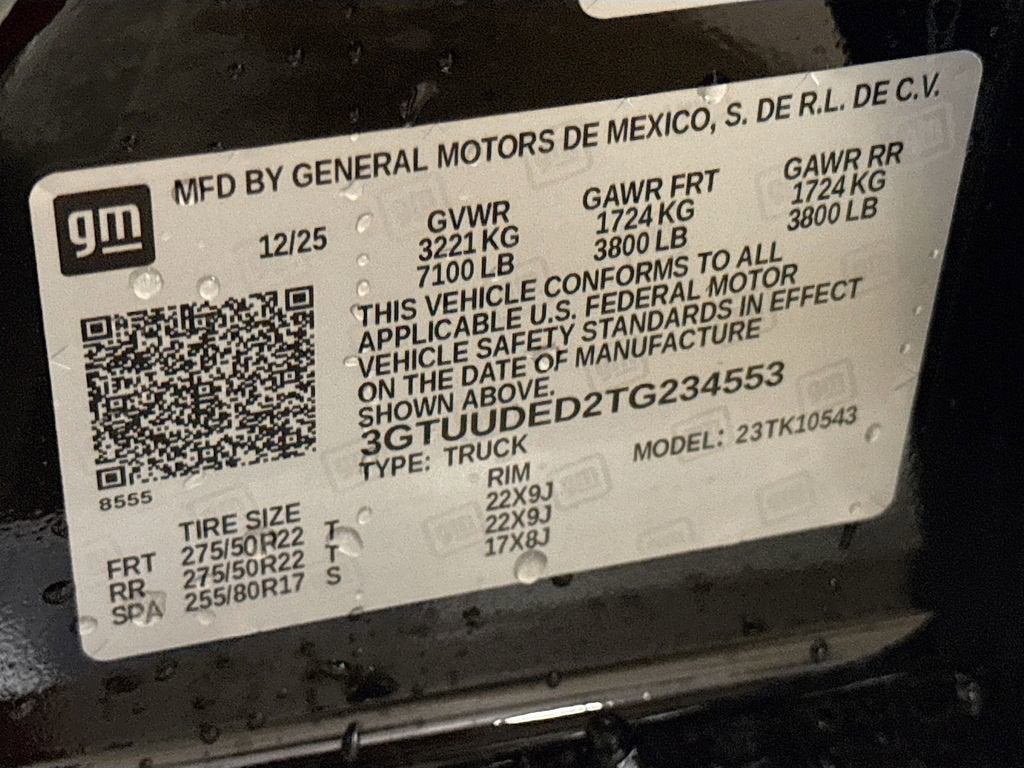 MFD BY GENERAL MOTORS DE MEXICO, S. DE R.L. DE C.V.
gm
12/25
GVWR
3221 KG
7100 LB
GAWR FRT
1724 KG
3800 LB
GAWR RR
1724 KG
3800 LB
THIS VEHICLE CONFORMS TO ALL
APPLICABLE U.S. FEDERAL MOTOR
VEHICLE SAFETY STANDARDS IN EFFECT
ON THE DATE OF MANUFACTURE
SHOWN ABOVE.
3GTUUDED2TG234553
TYPE: TRUCK MODEL: 23TK10543
8555
TIRE SIZE RIM
FRT 275/50R22 T 22X9J
RR 275/50R22 T 22X9J
SPA 255/80R17 S 17X8J